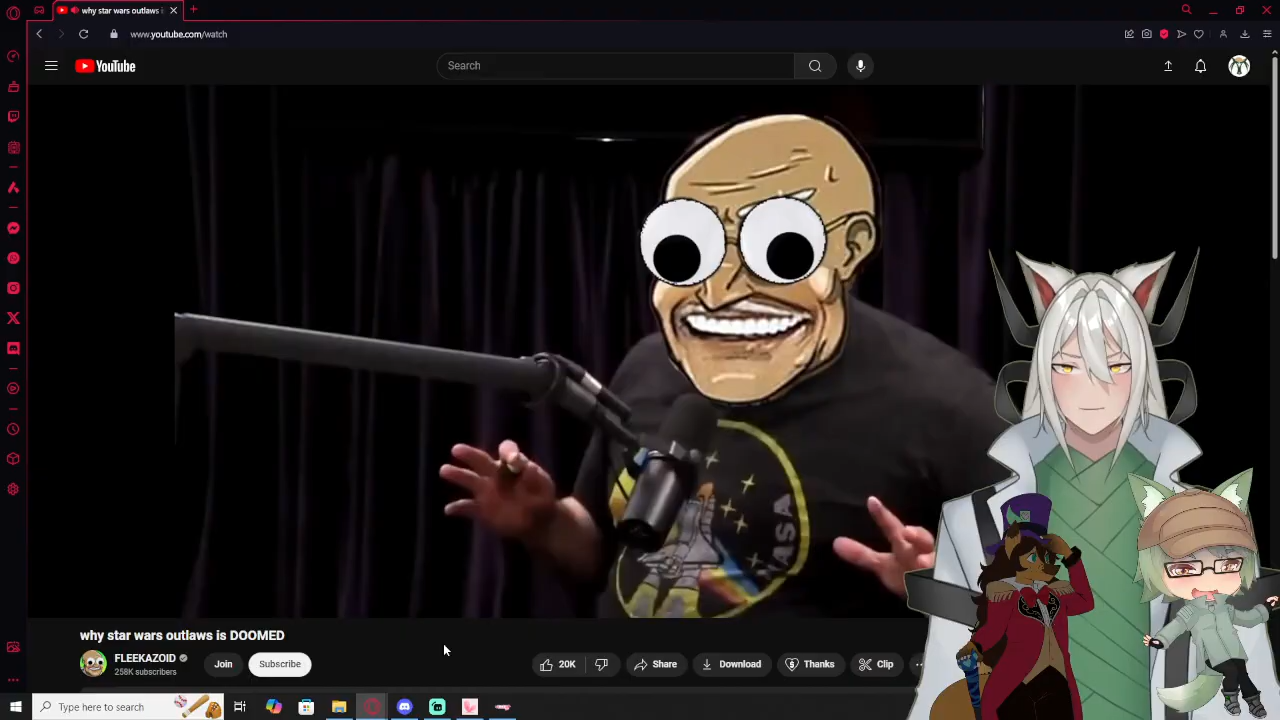 why star wars outlaws is
www.youtube.com/watch
YouTube
Search
NASA
why star wars outlaws is DOOMED
FLEEKAZOID
258K subscribers
Join
Subscribe
20K
Share
Download
Thanks
Clip
Type here to search